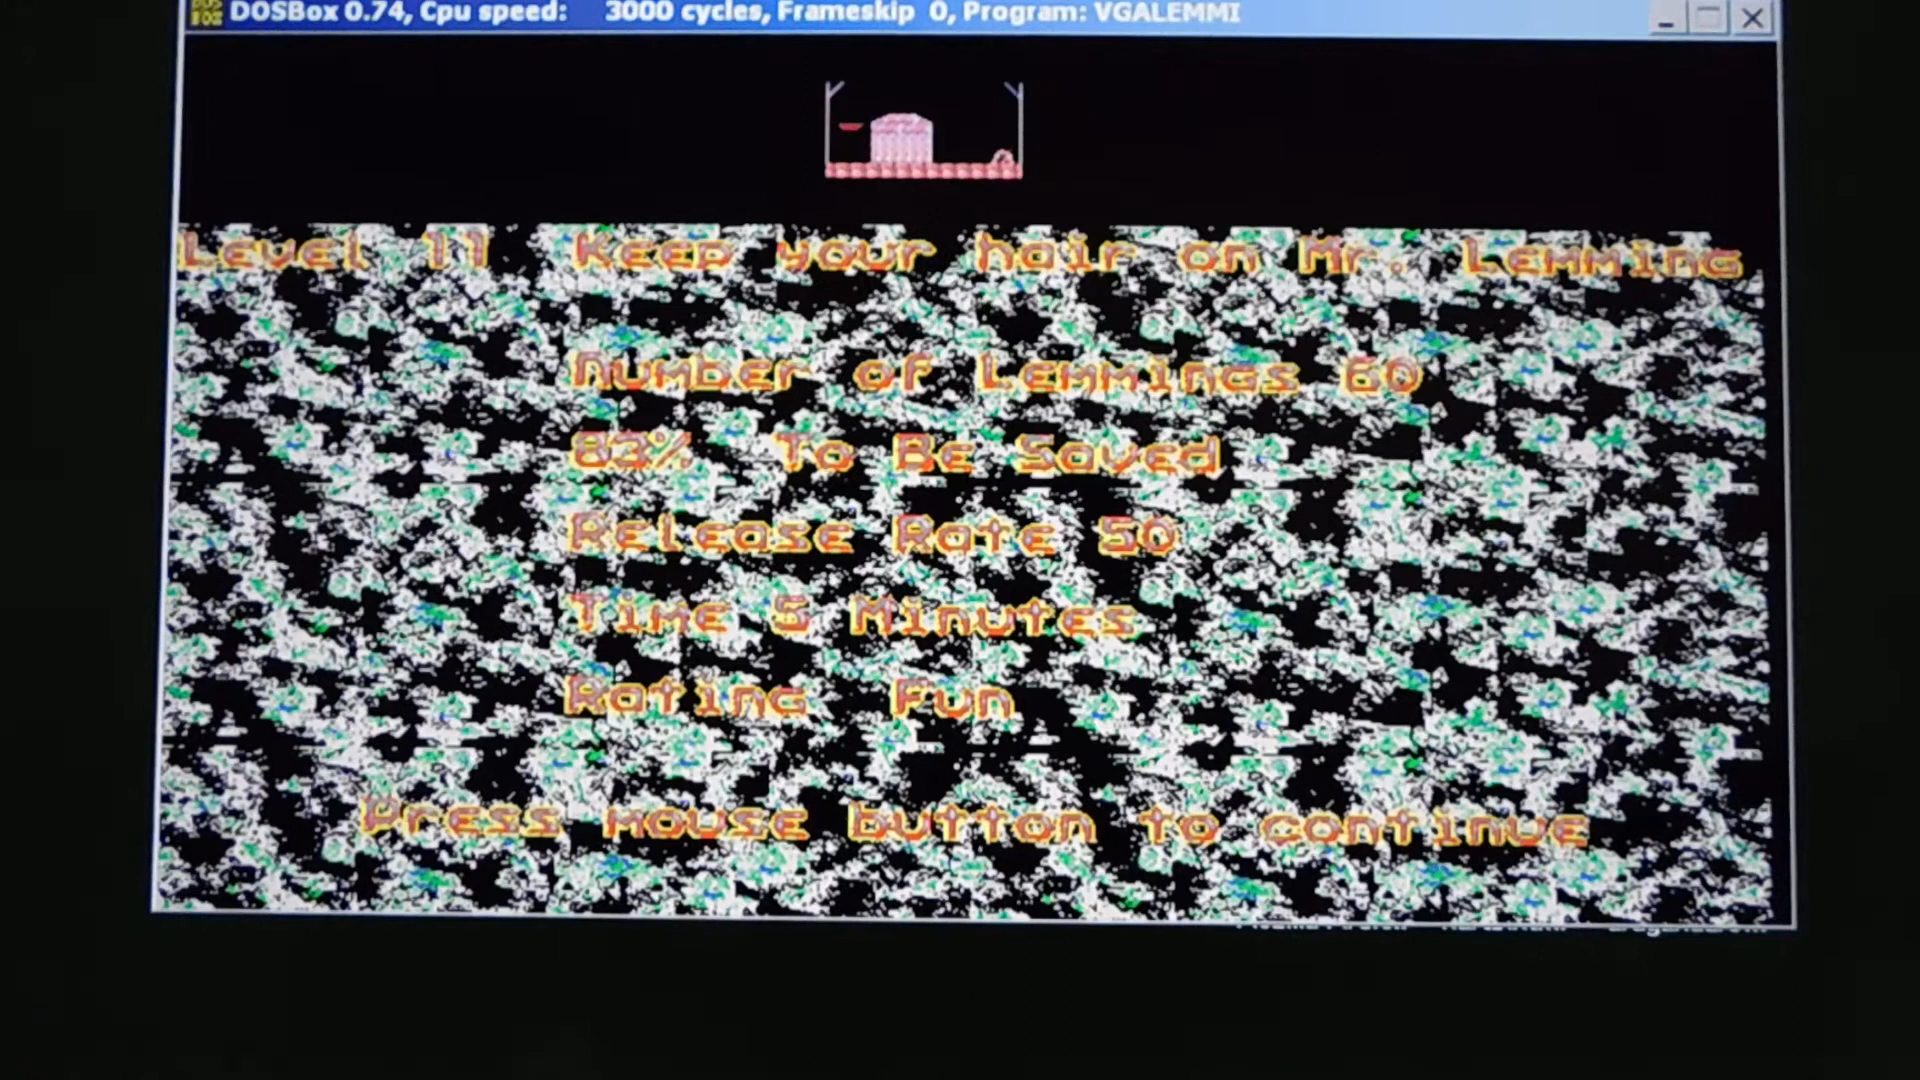 DOSBox 0.74, Cpu speed: 3000 cycles, Frameskip 0, Program: VGALEMMI
Level 11 Keep your hair on Mr. Lemming
Number of Lemmings 60
83% To Be Saved
Release Rate 50
Time 5 Minutes
Rating Fun
Press mouse button to continue